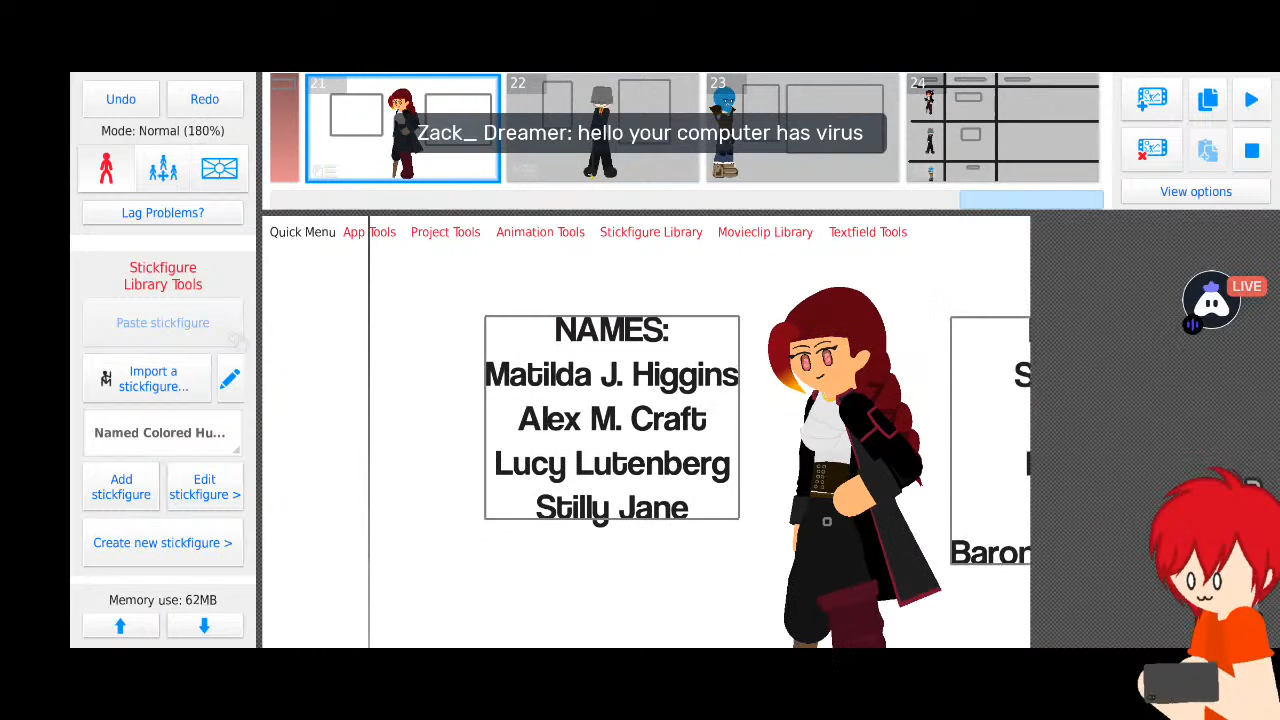 Undo
Redo
Mode: Normal (180%)
Lag Problems?
21
22
23
24
Zack_ Dreamer: hello your computer has virus
View options
Quick Menu
App Tools
Project Tools
Animation Tools
Stickfigure Library
Movieclip Library
Textfield Tools
Stickfigure
Library Tools
Paste stickfigure
Import a
stickfigure...
Named Colored Hu...
Add
stickfigure
Edit
stickfigure >
Create new stickfigure >
Memory use: 62MB
NAMES:
Matilda J. Higgins
Alex M. Craft
Lucy Lutenberg
Stilly Jane
S
Baron
LIVE